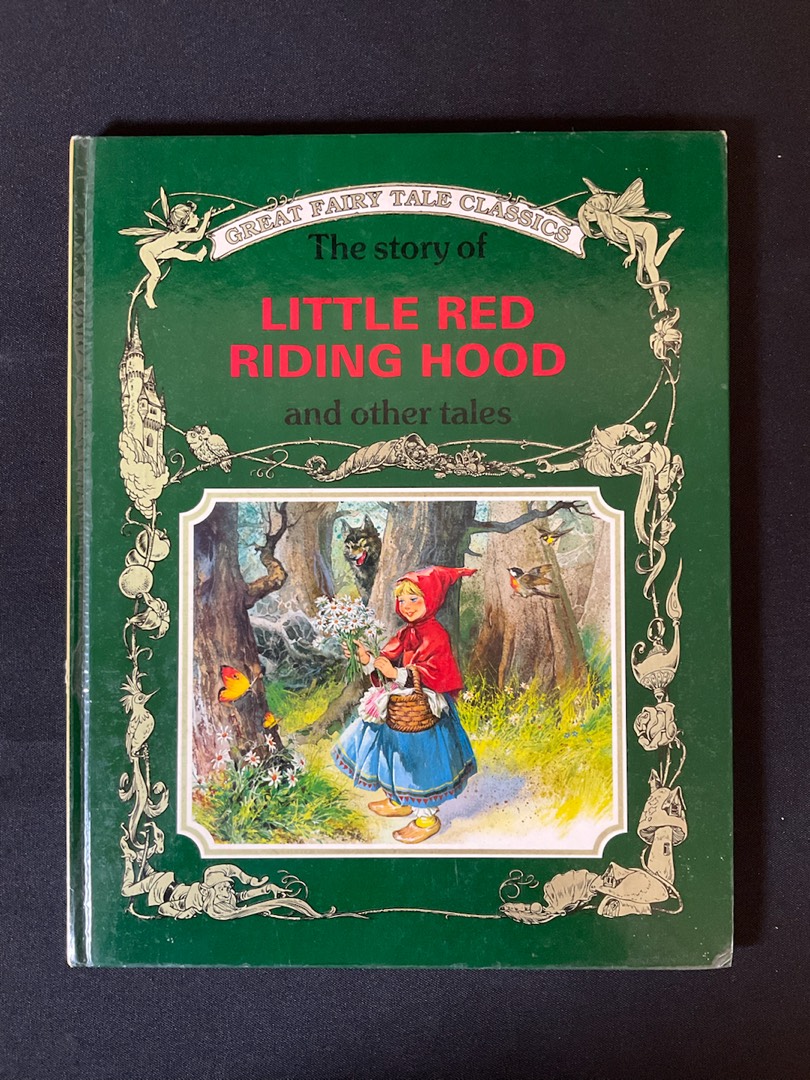 GREAT FAIRY TALE CLASSICS
The story of
LITTLE RED
RIDING HOOD
and other tales